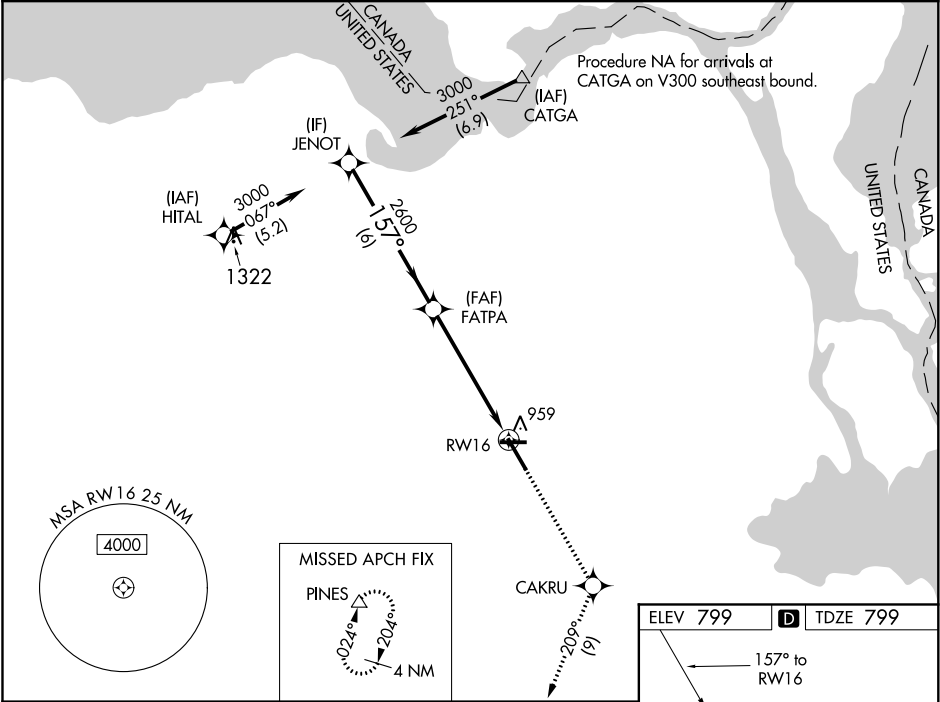 CANADA
UNITED STATES
Procedure NA for arrivals at
CATGA on V300 southeast bound.
3000
251°
(6.9)
(IAF)
CATGA
(IF)
JENOT
(IAF)
HITAL
3000
067°
(5.2)
1322
2600
157°
(6)
UNITED STATES
CANADA
(FAF)
FATPA
959
RW16
MSA RW16 25 NM
4000
MISSED APCH FIX
PINES
024°
204°
4 NM
CAKRU
209°
(9)
ELEV 799 D TDZE 799
157° to
RW16